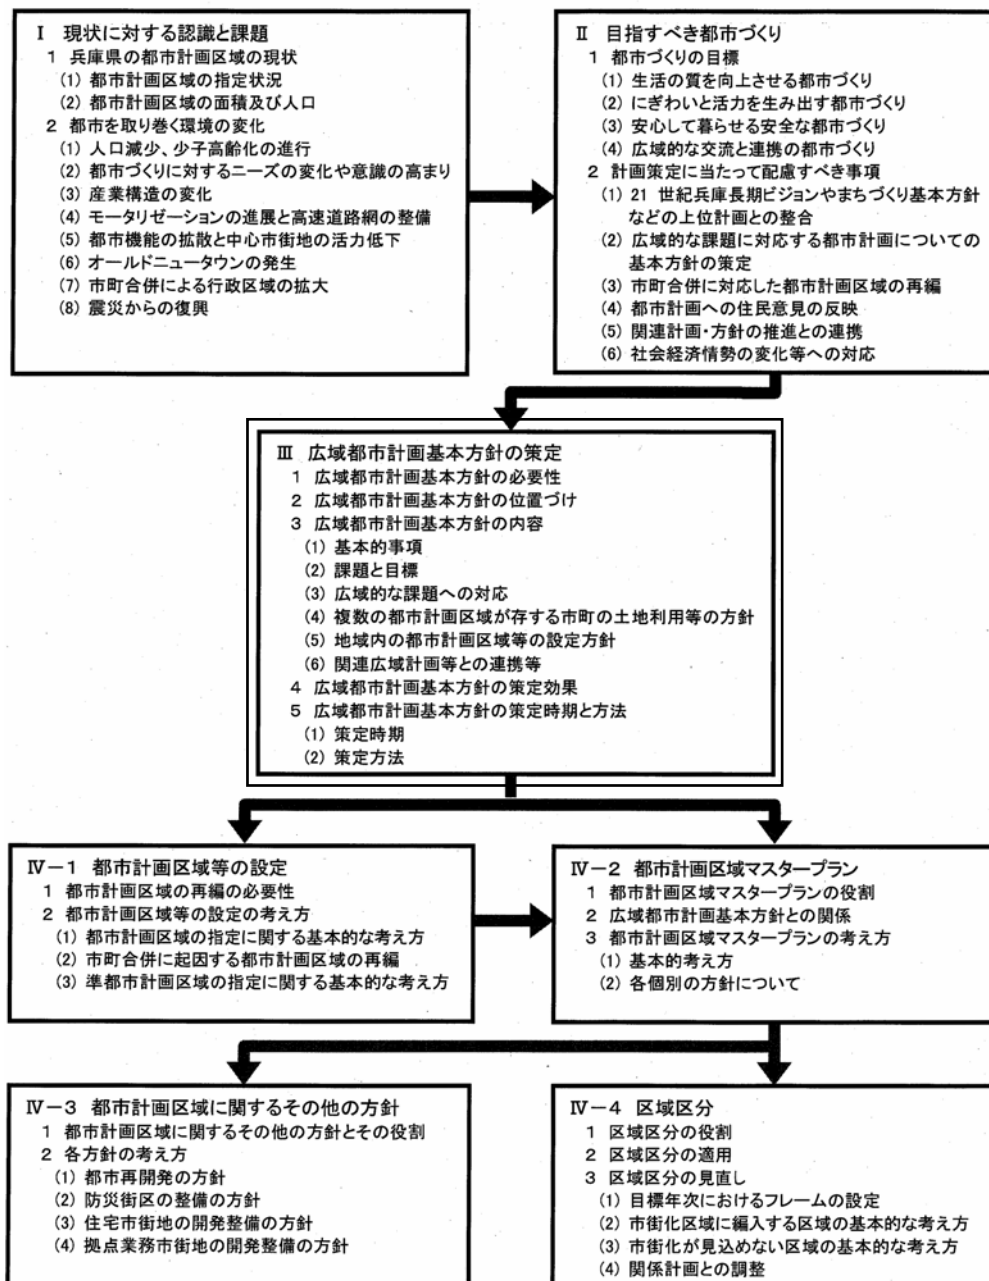 Ⅰ 現状に対する認識と課題
1 兵庫県の都市計画区域の現状
(1) 都市計画区域の指定状況
(2) 都市計画区域の面積及び人口
2 都市を取り巻く環境の変化
(1) 人口減少、少子高齢化の進行
(2) 都市づくりに対するニーズの変化や意識の高まり
(3) 産業構造の変化
(4) モータリゼーションの進展と高速道路網の整備
(5) 都市機能の拡散と中心市街地の活力低下
(6) オールドニュータウンの発生
(7) 市町合併による行政区域の拡大
(8) 震災からの復興
Ⅱ 目指すべき都市づくり
1 都市づくりの目標
(1) 生活の質を向上させる都市づくり
(2) にぎわいと活力を生み出す都市づくり
(3) 安心して暮らせる安全な都市づくり
(4) 広域的な交流と連携の都市づくり
2 計画策定に当たって配慮すべき事項
(1) 21 世紀兵庫長期ビジョンやまちづくり基本方針
などの上位計画との整合
(2) 広域的な課題に対応する都市計画についての
基本方針の策定
(3) 市町合併に対応した都市計画区域の再編
(4) 都市計画への住民意見の反映
(5) 関連計画・方針の推進との連携
(6) 社会経済情勢の変化等への対応
Ⅲ 広域都市計画基本方針の策定
1 広域都市計画基本方針の必要性
2 広域都市計画基本方針の位置づけ
3 広域都市計画基本方針の内容
(1) 基本的事項
(2) 課題と目標
(3) 広域的な課題への対応
(4) 複数の都市計画区域が存する市町の土地利用等の方針
(5) 地域内の都市計画区域等の設定方針
(6) 関連広域計画等との連携等
4 広域都市計画基本方針の策定効果
5 広域都市計画基本方針の策定時期と方法
(1) 策定時期
(2) 策定方法
Ⅳ－1 都市計画区域等の設定
1 都市計画区域の再編の必要性
2 都市計画区域等の設定の考え方
(1) 都市計画区域の指定に関する基本的な考え方
(2) 市町合併に起因する都市計画区域の再編
(3) 準都市計画区域の指定に関する基本的な考え方
Ⅳ－2 都市計画区域マスタープラン
1 都市計画区域マスタープランの役割
2 広域都市計画基本方針との関係
3 都市計画区域マスタープランの考え方
(1) 基本的考え方
(2) 各個別の方針について
Ⅳ－3 都市計画区域に関するその他の方針
1 都市計画区域に関するその他の方針とその役割
2 各方針の考え方
(1) 都市再開発の方針
(2) 防災街区の整備の方針
(3) 住宅市街地の開発整備の方針
(4) 拠点業務市街地の開発整備の方針
Ⅳ－4 区域区分
1 区域区分の役割
2 区域区分の適用
3 区域区分の見直し
(1) 目標年次におけるフレームの設定
(2) 市街化区域に編入する区域の基本的な考え方
(3) 市街化が見込めない区域の基本的な考え方
(4) 関係計画との調整